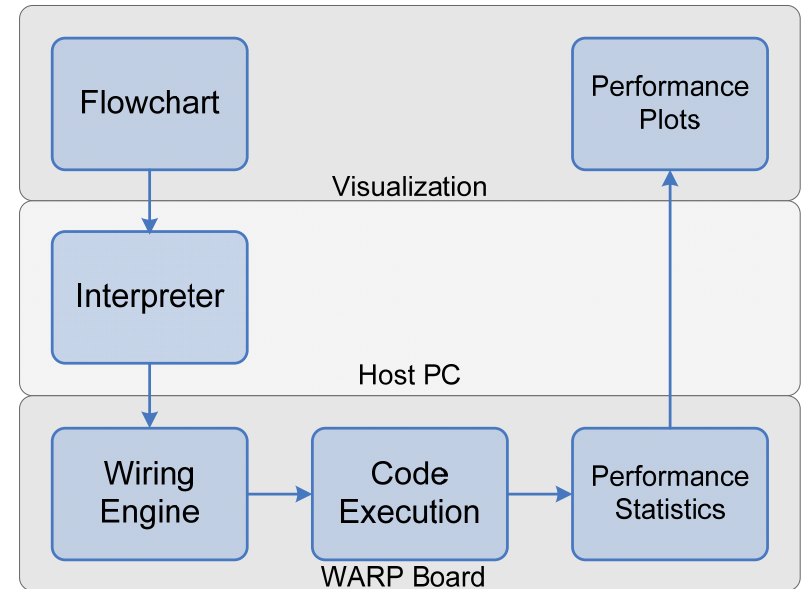 Flowchart
Performance
Plots
Visualization
Interpreter
Host PC
Wiring
Engine
Code
Execution
Performance
Statistics
WARP Board